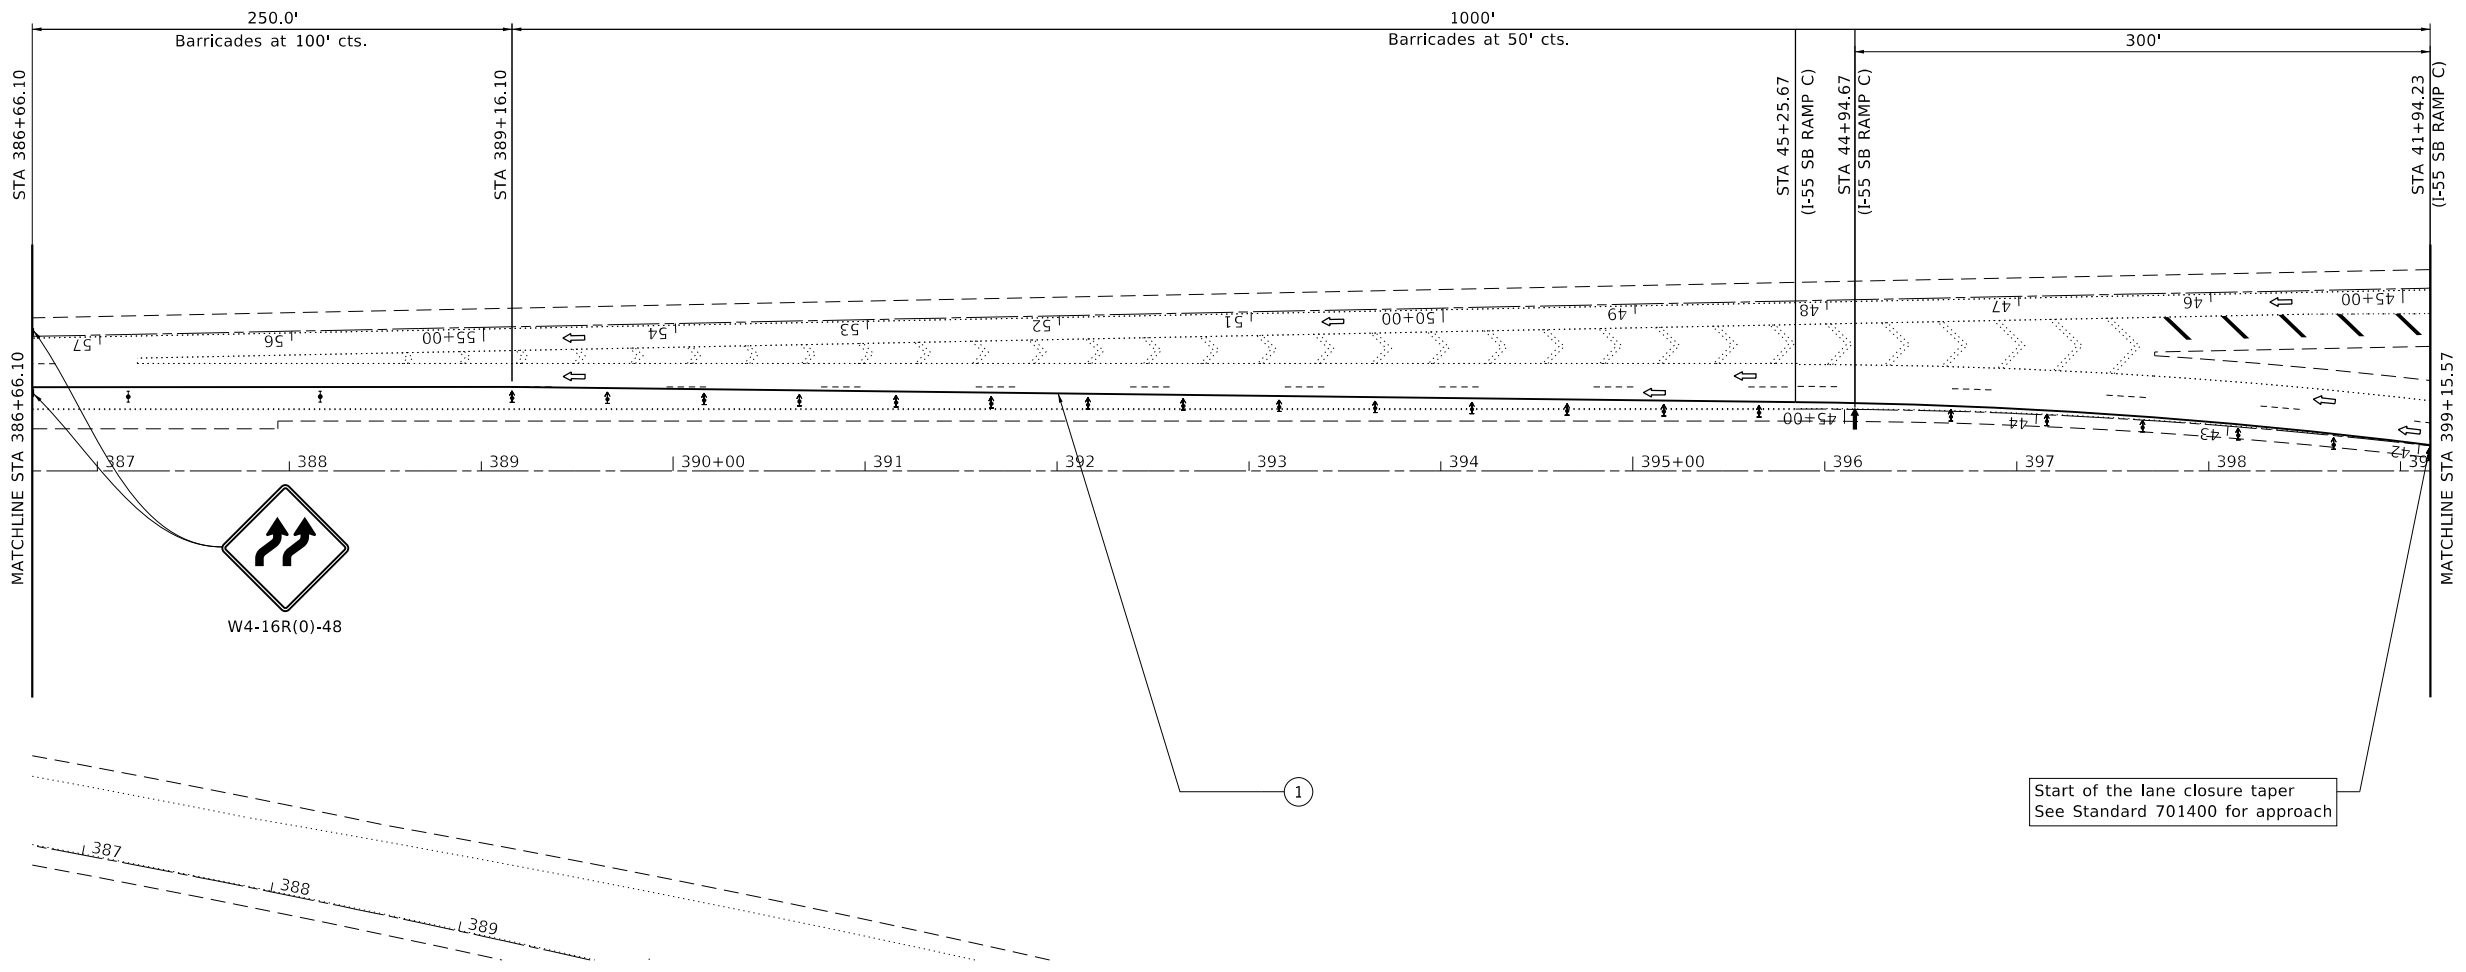 250.0'
Barricades at 100' cts.
1000'
Barricades at 50' cts.
300'
STA 386+66.10
STA 389+16.10
STA 45+25.67
(I-55 SB RAMP C)
STA 44+94.67
(I-55 SB RAMP C)
STA 41+94.23
(I-55 SB RAMP C)
57
56
55+00
54
53
52
51
50+00
49
48
47
46
45+00
MATCHLINE STA 386+66.10
MATCHLINE STA 399+15.57
45+00
44
43
42
387
388
389
390+00
391
392
393
394
395+00
396
397
398
39
W4-16R(0)-48
1
Start of the lane closure taper
See Standard 701400 for approach
387
388
389